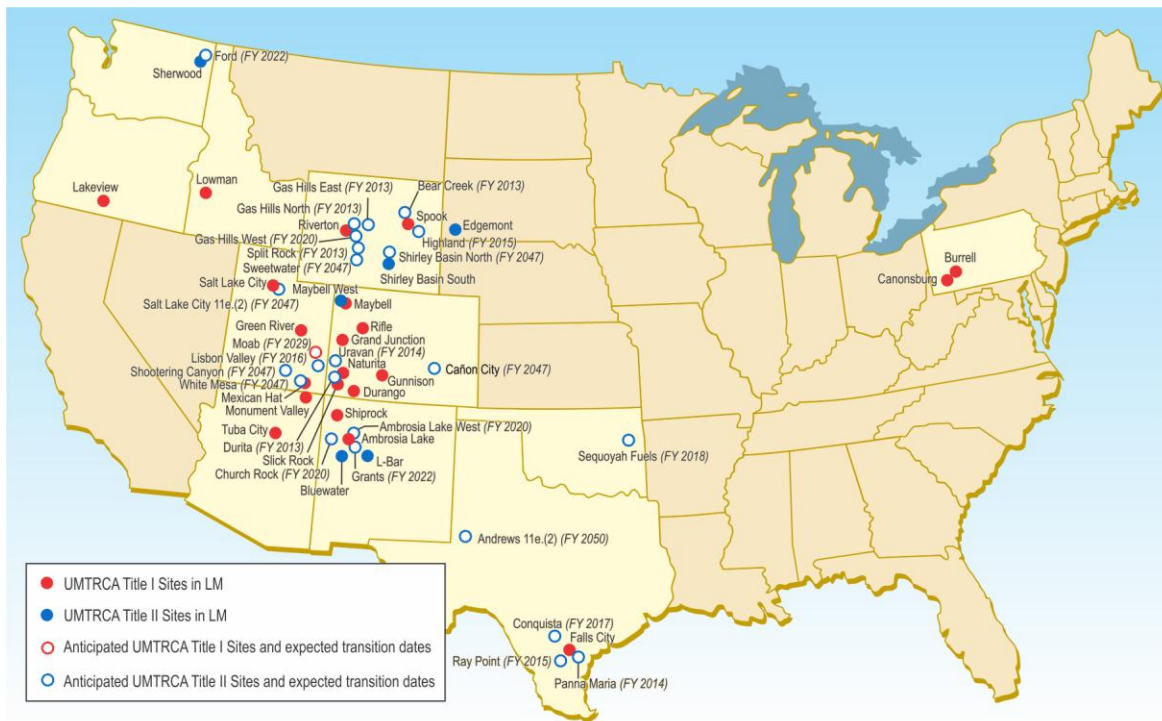 Ford (FY 2022)
Sherwood
Lakeview
Lowman
Gas Hills East (FY 2013)
Bear Creek (FY 2013)
Gas Hills North (FY 2013)
Riverton
Spook
Edgemont
Gas Hills West (FY 2020)
Highland (FY 2015)
Split Rock (FY 2013)
Shirley Basin North (FY 2047)
Sweetwater (FY 2047)
Shirley Basin South
Salt Lake City
Maybell West
Salt Lake City 11e.(2) (FY 2047)
Maybell
Green River
Rifle
Moab (FY 2029)
Grand Junction
Lisbon Valley (FY 2016)
Uravan (FY 2014)
Shootering Canyon (FY 2047)
Naturita
Cañon City (FY 2047)
White Mesa (FY 2047)
Gunnison
Mexican Hat
Durango
Monument Valley
Shiprock
Tuba City
Ambrosia Lake West (FY 2020)
Durita (FY 2013)
Ambrosia Lake
Slick Rock
L-Bar
Church Rock (FY 2020)
Grants (FY 2022)
Bluewater
Sequoyah Fuels (FY 2018)
Burrell
Canonsburg
Andrews 11e.(2) (FY 2050)
Conquista (FY 2017)
Falls City
Ray Point (FY 2015)
Panna Maria (FY 2014)
UMTRCA Title I Sites in LM
UMTRCA Title II Sites in LM
Anticipated UMTRCA Title I Sites and expected transition dates
Anticipated UMTRCA Title II Sites and expected transition dates